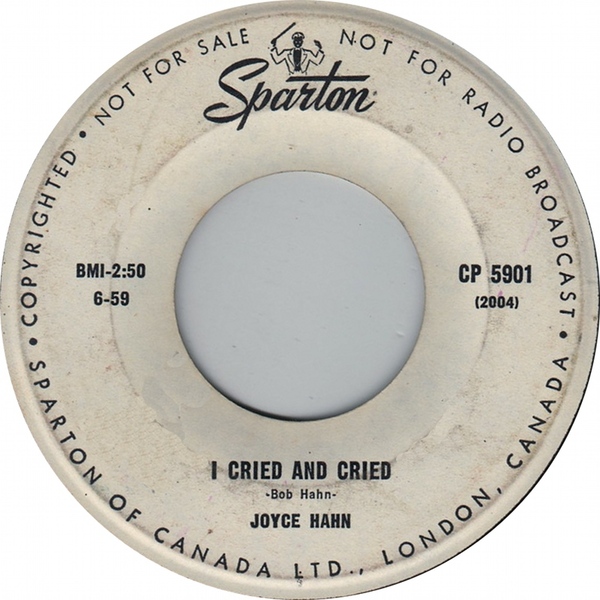 • COPYRIGHTED • NOT FOR SALE NOT FOR RADIO BROADCAST •
Sparton
BMI-2:50
6-59
CP 5901
(2004)
I CRIED AND CRIED
-Bob Hahn-
JOYCE HAHN
SPARTON OF CANADA LTD., LONDON, CANADA